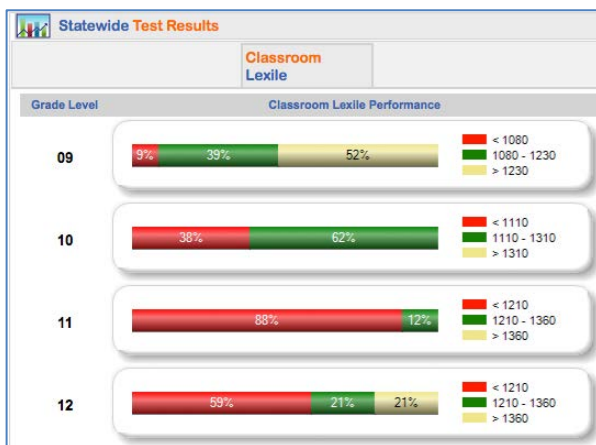 Statewide Test Results
Classroom
Lexile
Grade Level Classroom Lexile Performance
09 9% 39% 52%
< 1080
1080 - 1230
> 1230
10 38% 62%
< 1110
1110 - 1310
> 1310
11 88% 12%
< 1210
1210 - 1360
> 1360
12 59% 21% 21%
< 1210
1210 - 1360
> 1360